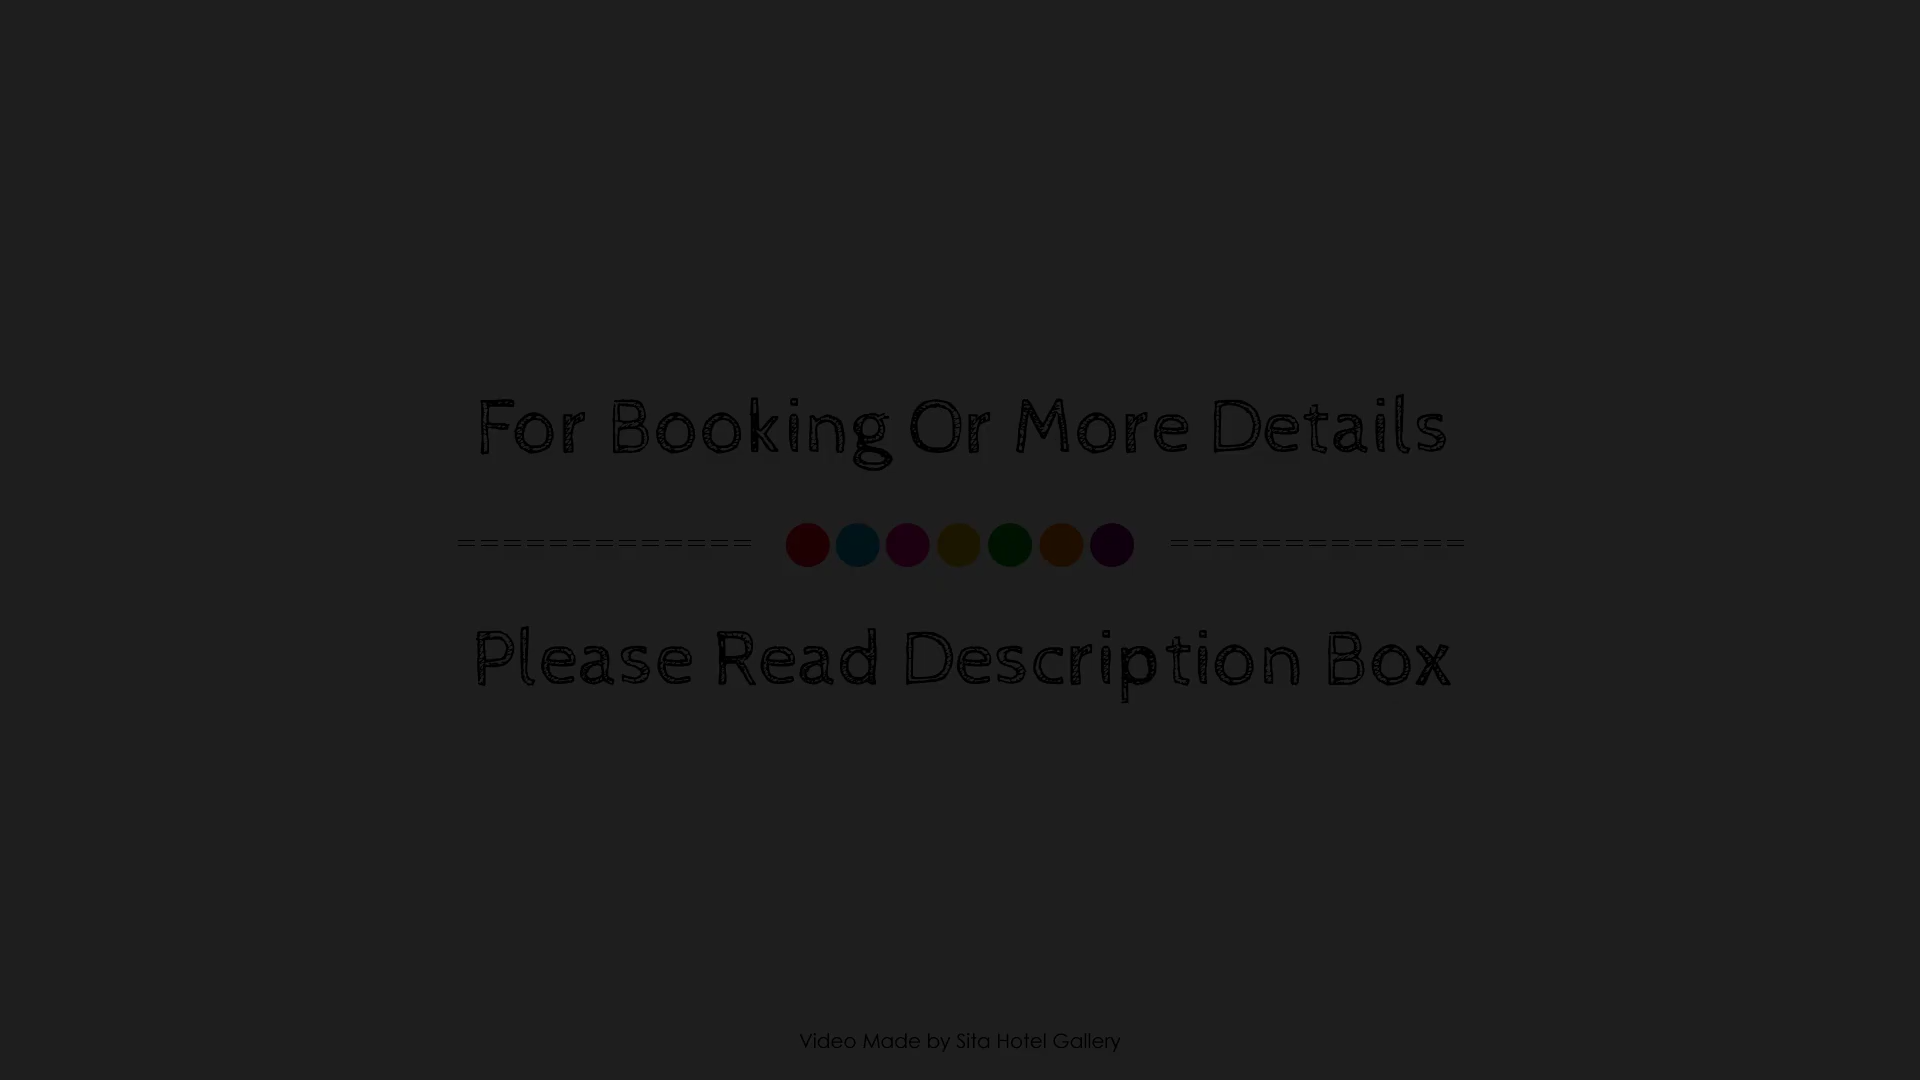 For Booking Or More Details
============= =============
Please Read Description Box
Video Made by Sita Hotel Gallery